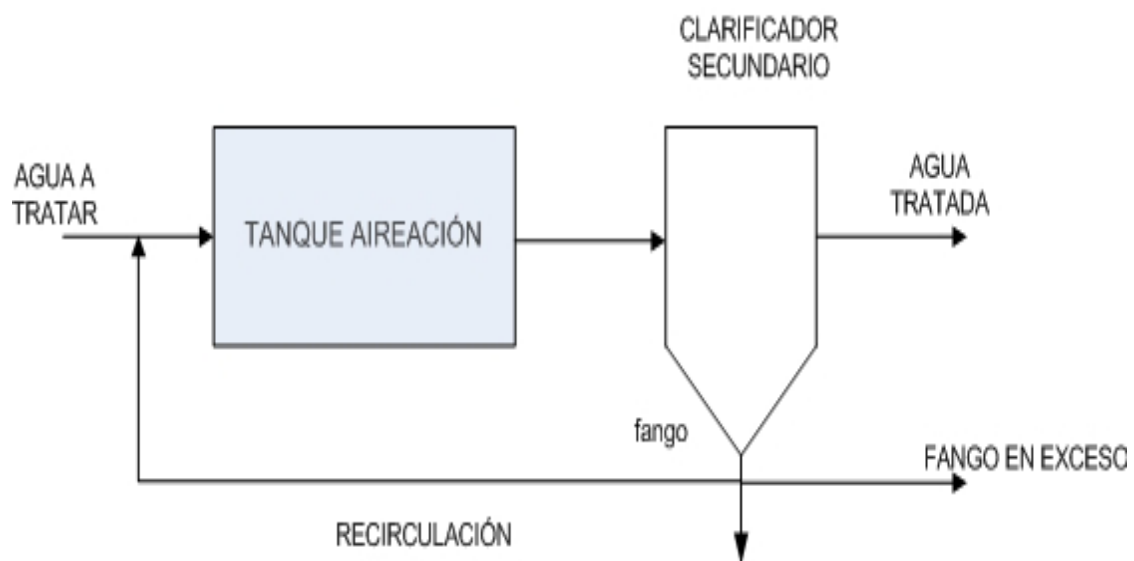 CLARIFICADOR
SECUNDARIO
AGUA A
TRATAR
TANQUE AIREACIÓN
AGUA
TRATADA
fango
FANGO EN EXCESO
RECIRCULACIÓN